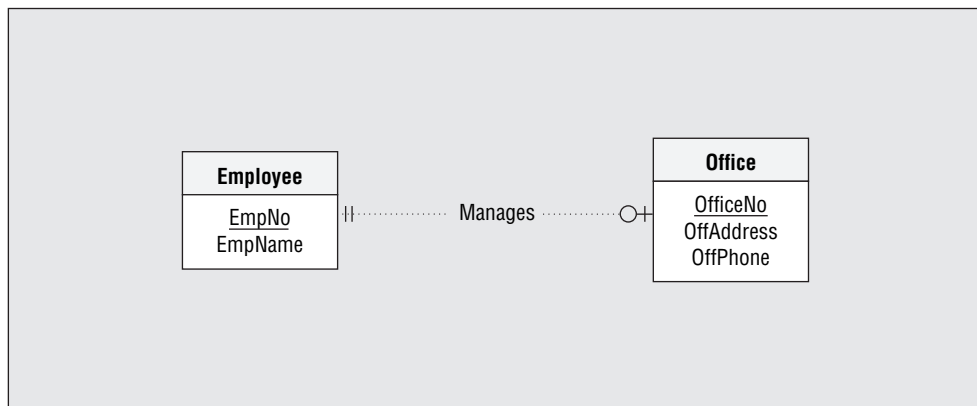 Employee
EmpNo
EmpName
Manages
Office
OfficeNo
OffAddress
OffPhone